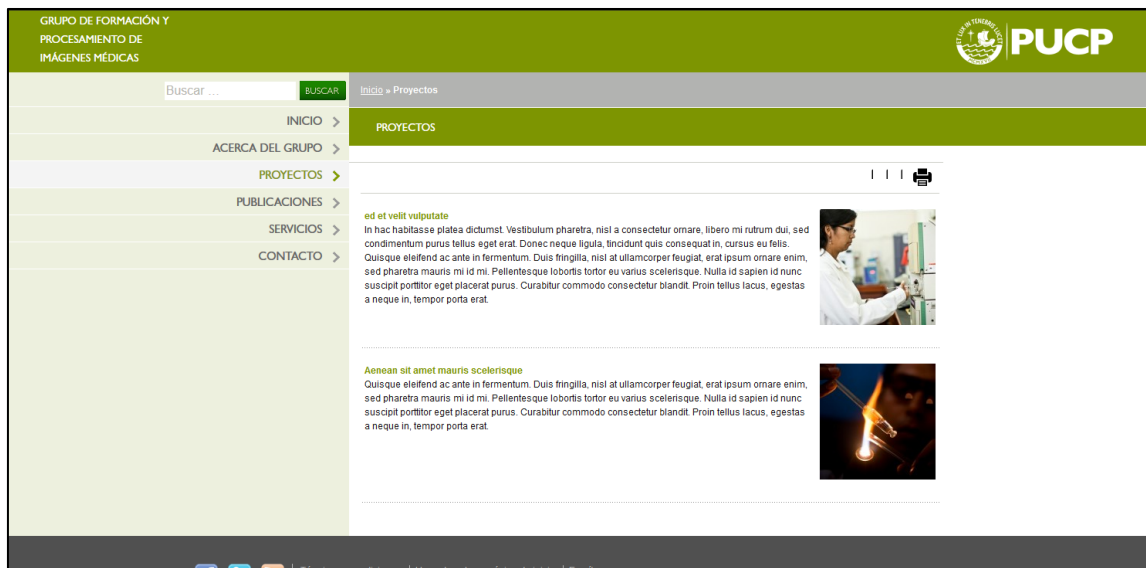 GRUPO DE FORMACIÓN Y
PROCESAMIENTO DE
IMÁGENES MÉDICAS
ET LUX IN TENEBRIS LUCET
PUCP
Buscar ...
BUSCAR
Inicio » Proyectos
INICIO
ACERCA DEL GRUPO
PROYECTOS
PUBLICACIONES
SERVICIOS
CONTACTO
PROYECTOS
ed et velit vulputate
In hac habitasse platea dictumst. Vestibulum pharetra, nisl a consectetur ornare, libero mi rutrum dui, sed
condimentum purus tellus eget erat. Donec neque ligula, tincidunt quis consequat in, cursus eu felis.
Quisque eleifend ac ante in fermentum. Duis fringilla, nisl at ullamcorper feugiat, erat ipsum ornare enim,
sed pharetra mauris mi id mi. Pellentesque lobortis tortor eu varius scelerisque. Nulla id sapien id nunc
suscipit porttitor eget placerat purus. Curabitur commodo consectetur blandit. Proin tellus lacus, egestas
a neque in, tempor porta erat.
Aenean sit amet mauris scelerisque
Quisque eleifend ac ante in fermentum. Duis fringilla, nisl at ullamcorper feugiat, erat ipsum ornare enim,
sed pharetra mauris mi id mi. Pellentesque lobortis tortor eu varius scelerisque. Nulla id sapien id nunc
suscipit porttitor eget placerat purus. Curabitur commodo consectetur blandit. Proin tellus lacus, egestas
a neque in, tempor porta erat.